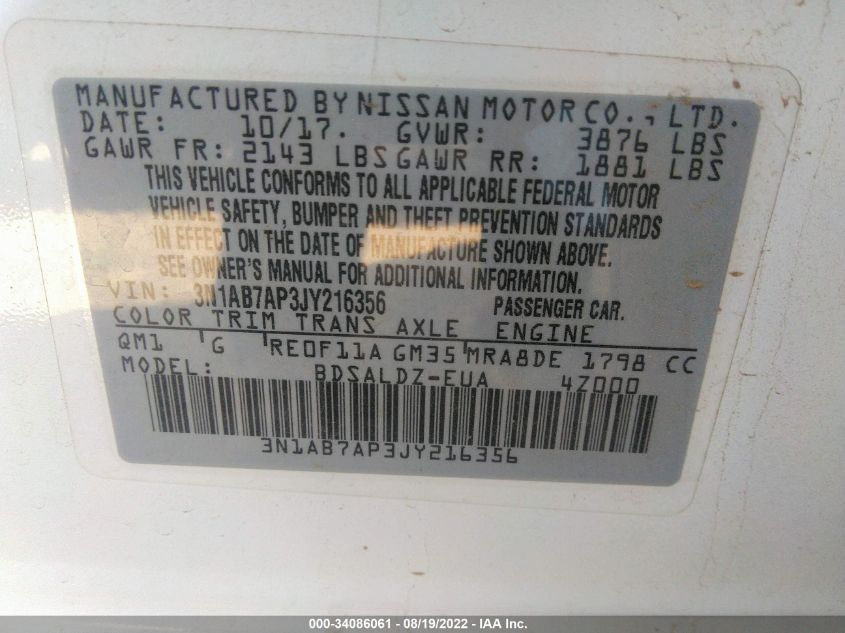 MANUFACTURED BY NISSAN MOTOR CO., LTD.
DATE: 10/17. GVWR: 3876 LBS
GAWR FR: 2143 LBS GAWR RR: 1881 LBS
THIS VEHICLE CONFORMS TO ALL APPLICABLE FEDERAL MOTOR
VEHICLE SAFETY, BUMPER AND THEFT PREVENTION STANDARDS
IN EFFECT ON THE DATE OF MANUFACTURE SHOWN ABOVE.
SEE OWNER'S MANUAL FOR ADDITIONAL INFORMATION.
VIN: 3N1AB7AP3JY216356 PASSENGER CAR.
COLOR TRIM TRANS AXLE ENGINE
QM1 G RE0F11A GM35 MRA8DE 1798 CC
MODEL: BDSALDZ-EUA 4Z000
3N1AB7AP3JY216356
000-34086061 - 08/19/2022 - IAA Inc.